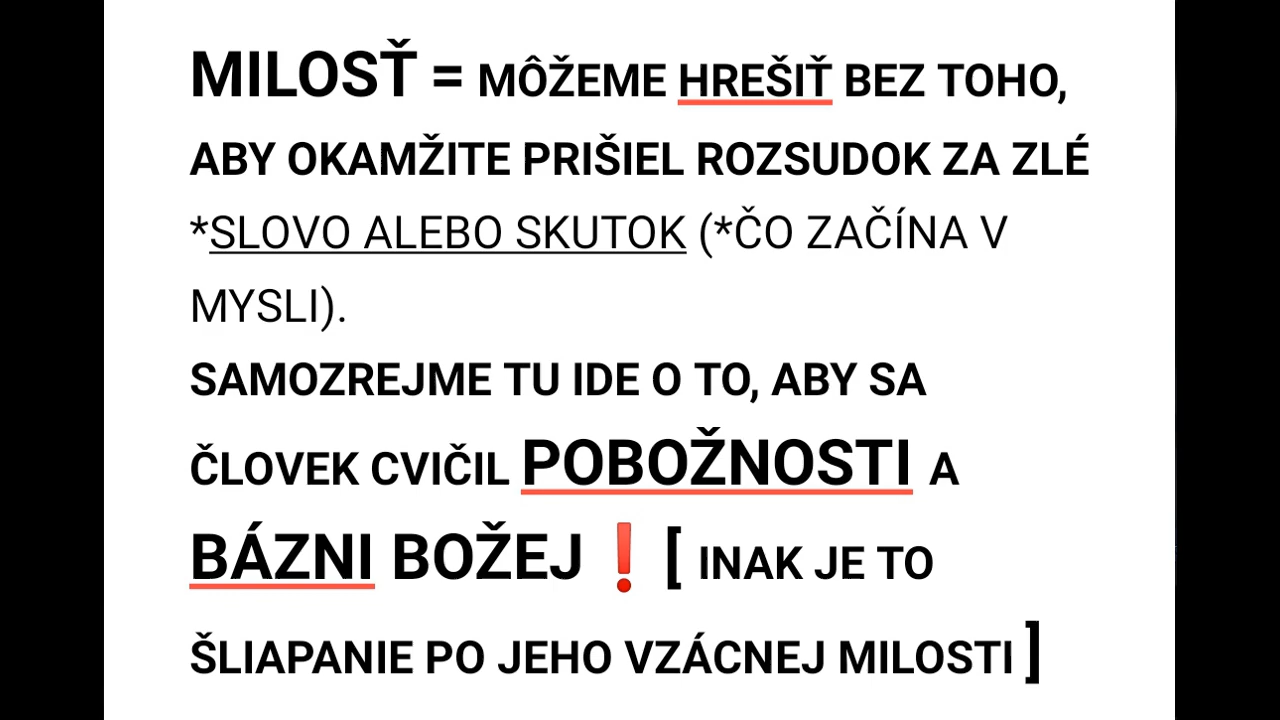 MILOSŤ = MÔŽEME HREŠIŤ BEZ TOHO,
ABY OKAMŽITE PRIŠIEL ROZSUDOK ZA ZLÉ
*SLOVO ALEBO SKUTOK (*ČO ZAČÍNA V
MYSLI).
SAMOZREJME TU IDE O TO, ABY SA
ČLOVEK CVIČIL POBOŽNOSTI A
BÁZNI BOŽEJ❗[ INAK JE TO
ŠLIAPANIE PO JEHO VZÁCNEJ MILOSTI ]